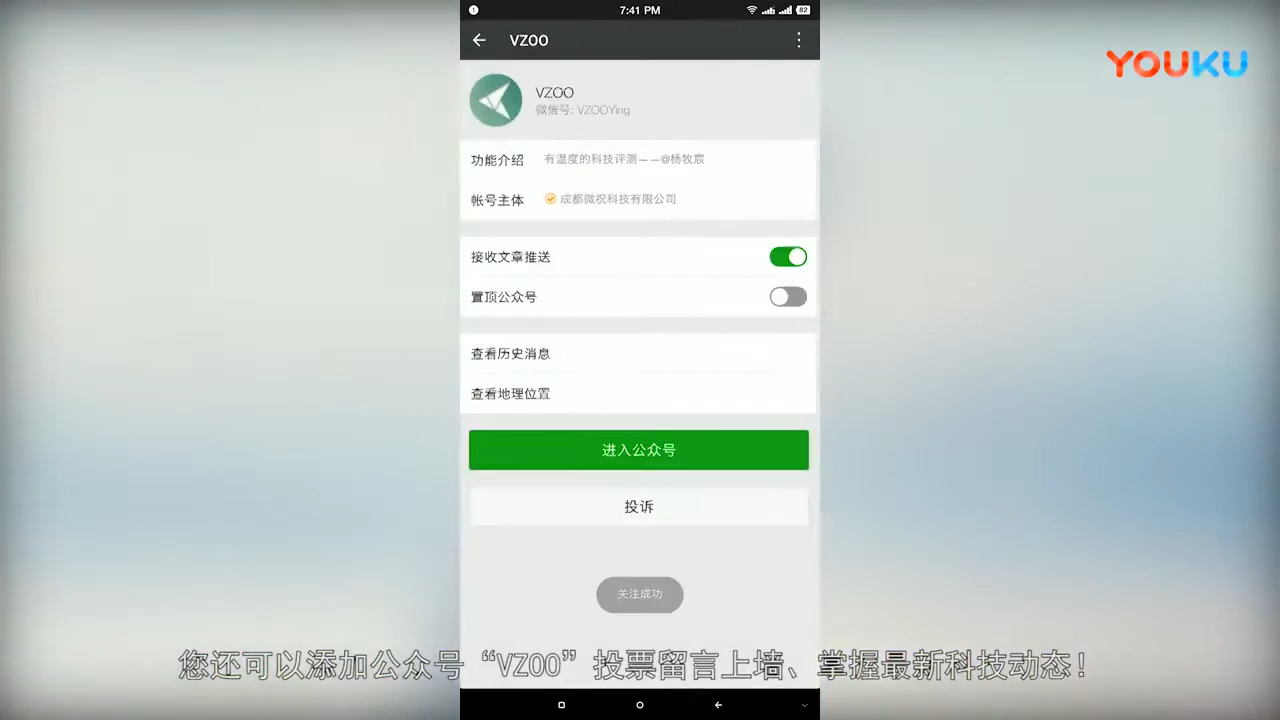 7:41 PM
82
VZOO
YOUKU
VZOO
微信号: VZOOYing
功能介绍 有温度的科技评测——@杨牧宸
帐号主体 成都微祝科技有限公司
接收文章推送
置顶公众号
查看历史消息
查看地理位置
进入公众号
投诉
关注成功
您还可以添加公众号“VZOO”投票留言上墙、掌握最新科技动态！